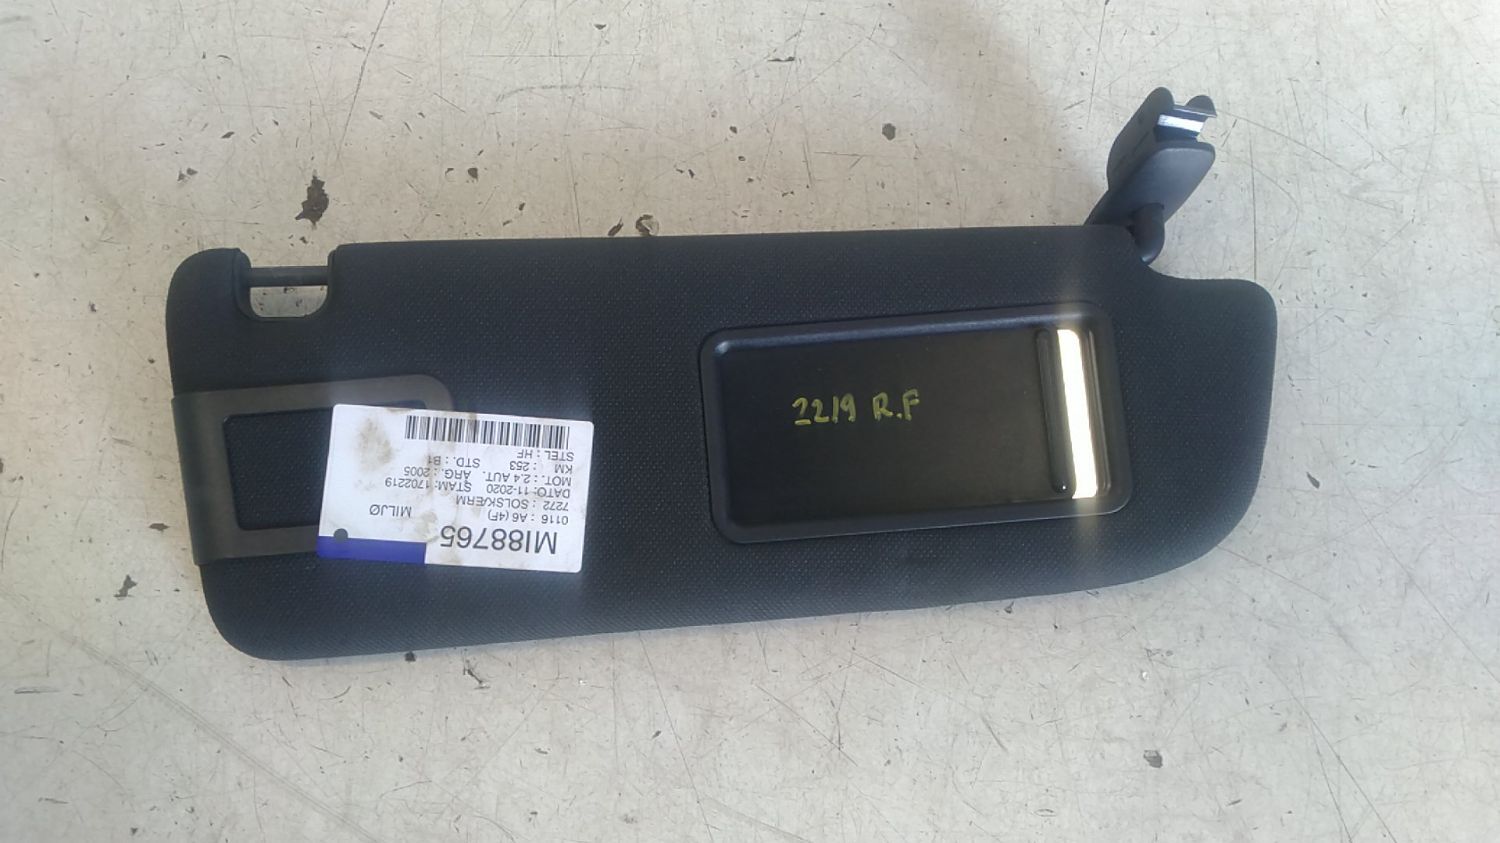 2219 R.F
MI88765
0116 : A6 (4F) MILJØ
7272 : SOLSKÆRM
DATO: 11-2020 STAM: 1702219
MOT. : 2.4 AUT. ARG. : 2005
KM : 253 STD. : B1
STEL : HF